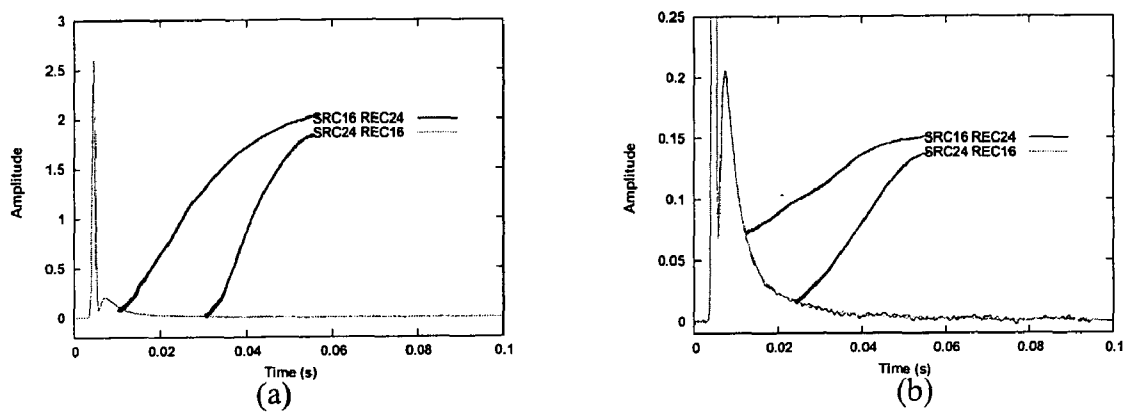 3
2.5
2
1.5
1
0.5
0
Amplitude
SRC16 REC24
SRC24 REC16
0 0.02 0.04 0.06 0.08 0.1
Time (s)
(a)
0.25
0.2
0.15
0.1
0.05
0
Amplitude
SRC16 REC24
SRC24 REC16
0 0.02 0.04 0.06 0.08 0.1
Time (s)
(b)